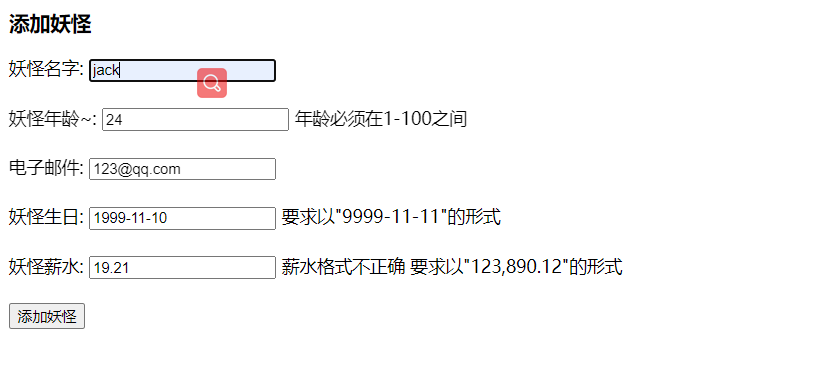 添加妖怪
妖怪名字: jack
妖怪年龄~: 24 年龄必须在1-100之间
电子邮件: 123@qq.com
妖怪生日: 1999-11-10 要求以"9999-11-11"的形式
妖怪薪水: 19.21 薪水格式不正确 要求以"123,890.12"的形式
添加妖怪